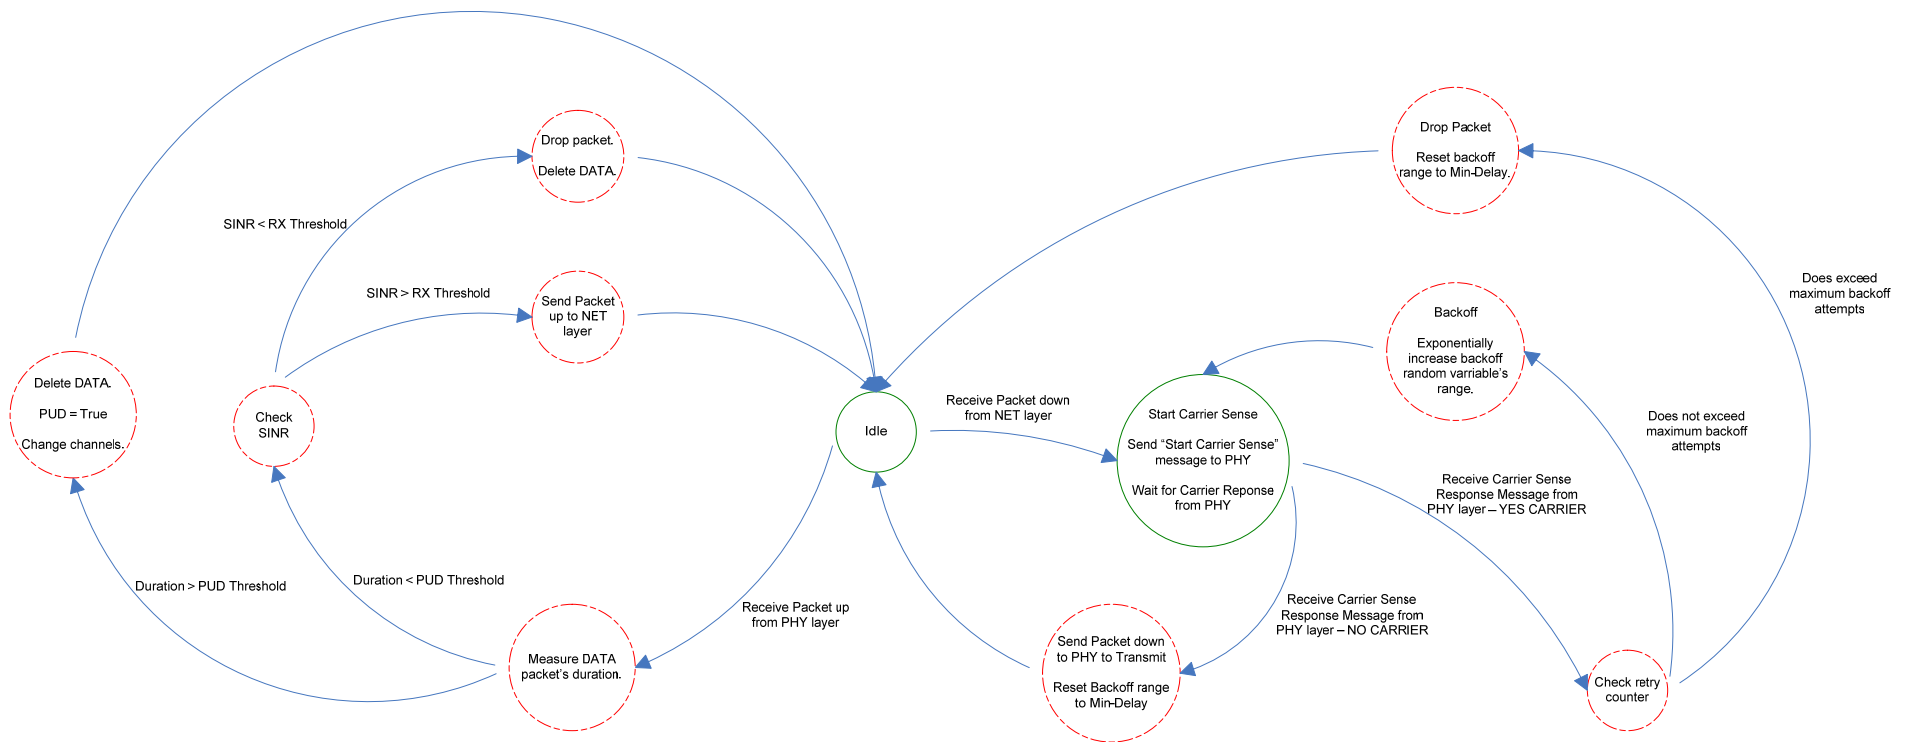 Drop packet.
Delete DATA.
SINR < RX Threshold
SINR > RX Threshold
Send Packet
up to NET
layer
Delete DATA.
PUD = True
Change channels.
Check
SINR
Idle
Duration > PUD Threshold
Duration < PUD Threshold
Receive Packet up
from PHY layer
Measure DATA
packet's duration.
Receive Packet down
from NET layer
Start Carrier Sense
Send “Start Carrier Sense”
message to PHY
Wait for Carrier Reponse
from PHY
Drop Packet
Reset backoff
range to Min-Delay.
Backoff
Exponentially
increase backoff
random varriable's
range.
Does exceed
maximum backoff
attempts
Does not exceed
maximum backoff
attempts
Receive Carrier Sense
Response Message from
PHY layer – YES CARRIER
Receive Carrier Sense
Response Message from
PHY layer – NO CARRIER
Send Packet down
to PHY to Transmit
Reset Backoff range
to Min-Delay
Check retry
counter